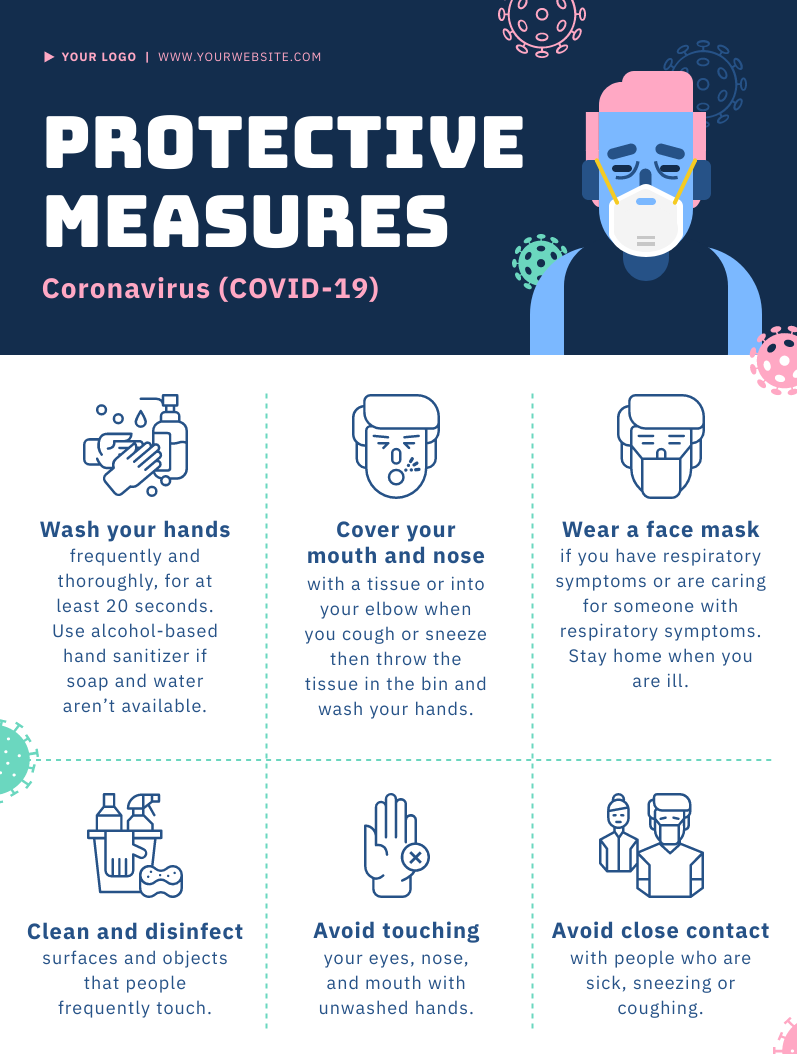 YOUR LOGO | WWW.YOURWEBSITE.COM
PROTECTIVE
MEASURES
Coronavirus (COVID-19)
Wash your hands
frequently and
thoroughly, for at
least 20 seconds.
Use alcohol-based
hand sanitizer if
soap and water
aren’t available.
Cover your
mouth and nose
with a tissue or into
your elbow when
you cough or sneeze
then throw the
tissue in the bin and
wash your hands.
Wear a face mask
if you have respiratory
symptoms or are caring
for someone with
respiratory symptoms.
Stay home when you
are ill.
Clean and disinfect
surfaces and objects
that people
frequently touch.
Avoid touching
your eyes, nose,
and mouth with
unwashed hands.
Avoid close contact
with people who are
sick, sneezing or
coughing.